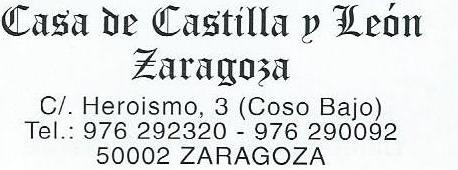 Casa de Castilla y León
Zaragoza
C/. Heroismo, 3 (Coso Bajo)
Tel.: 976 292320 - 976 290092
50002 ZARAGOZA